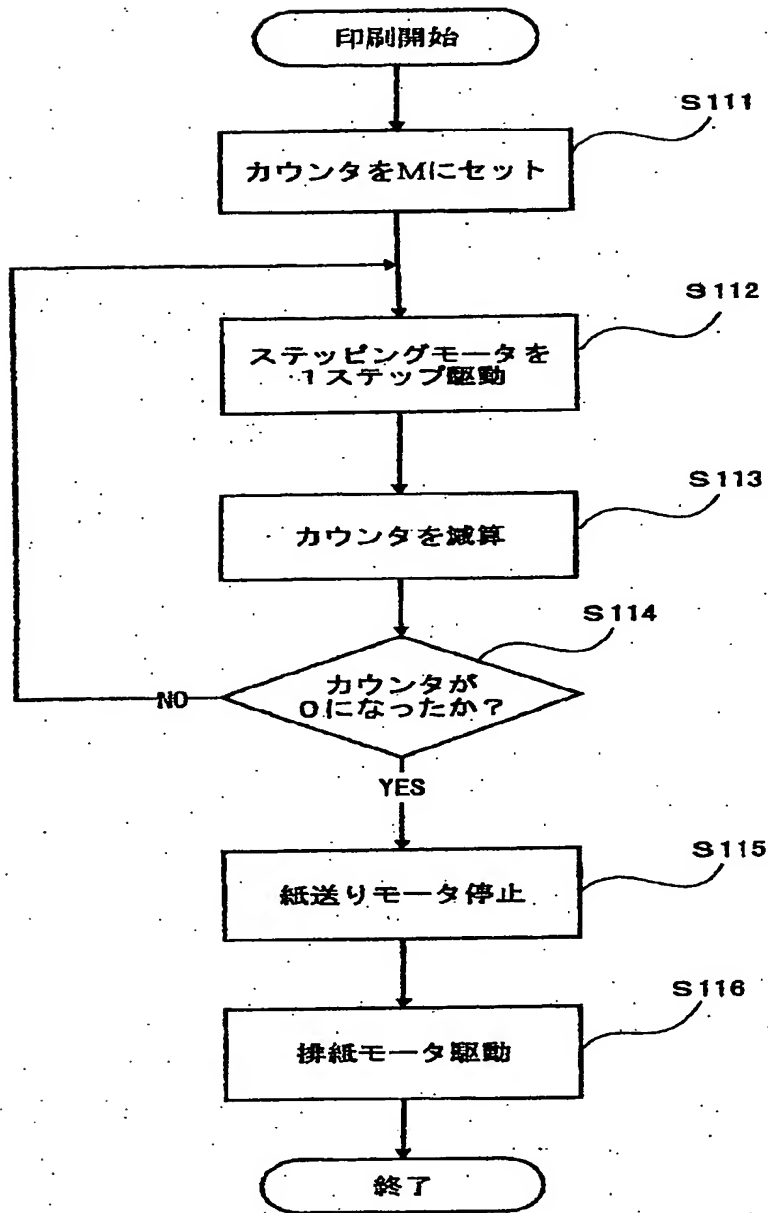 印刷開始
S111
カウンタをMにセット
S112
ステッピングモータを
1ステップ駆動
S113
カウンタを減算
S114
カウンタが
0になったか？
NO
YES
S115
紙送りモータ停止
S116
排紙モータ駆動
終了